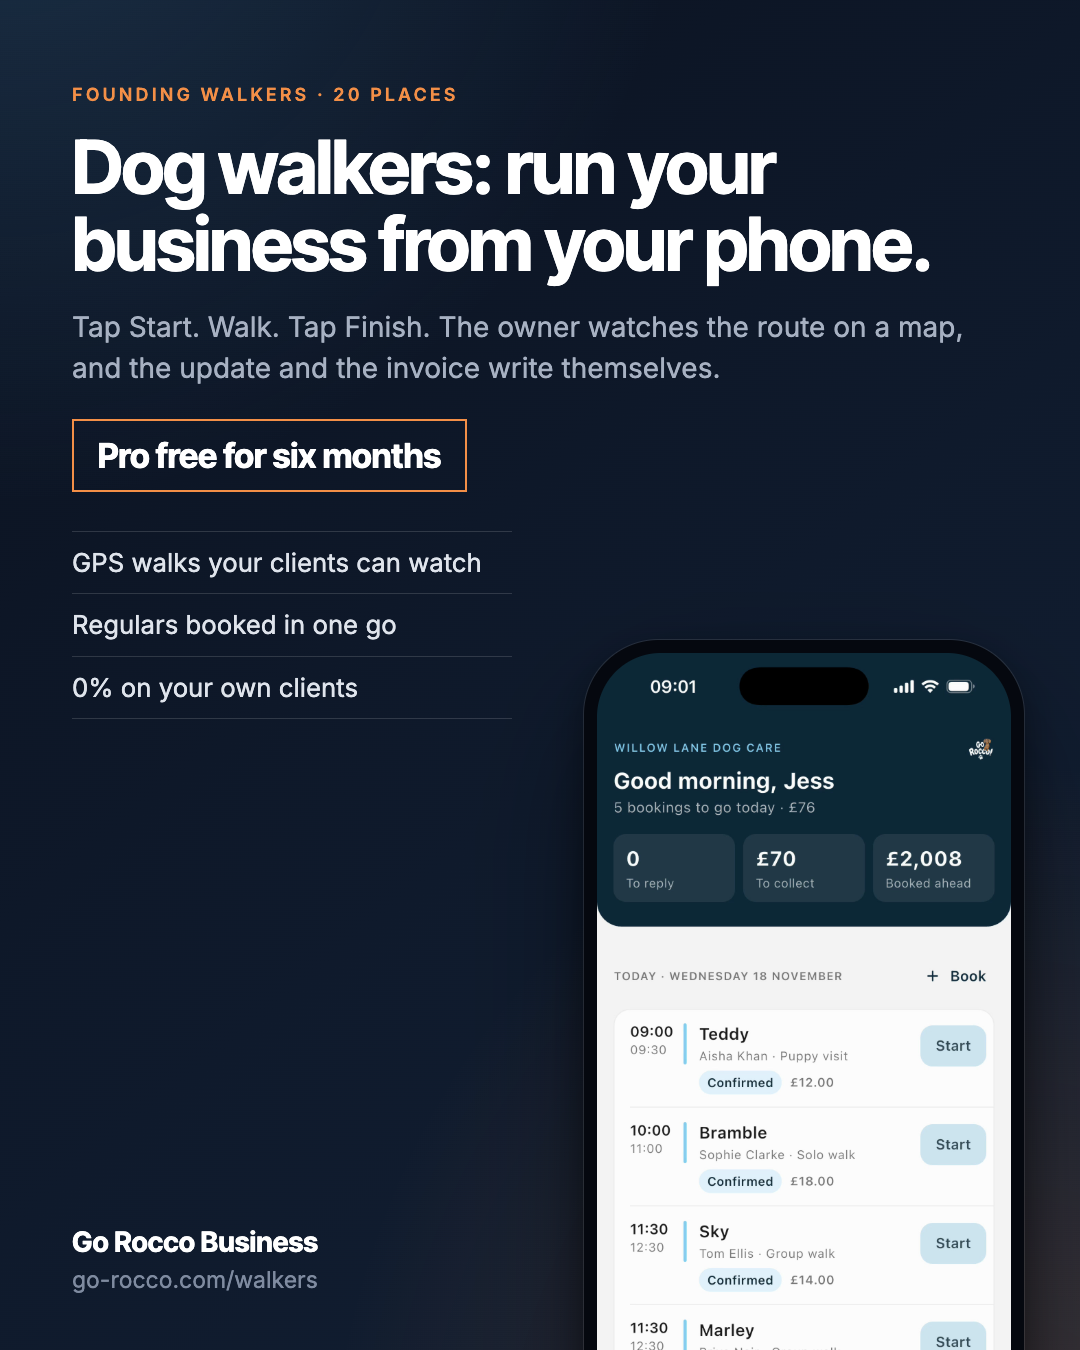 FOUNDING WALKERS · 20 PLACES
Dog walkers: run your
business from your phone.
Tap Start. Walk. Tap Finish. The owner watches the route on a map,
and the update and the invoice write themselves.
Pro free for six months
GPS walks your clients can watch
Regulars booked in one go
0% on your own clients
09:01
WILLOW LANE DOG CARE
GO ROCCO!
Good morning, Jess
5 bookings to go today · £76
0
To reply
£70
To collect
£2,008
Booked ahead
TODAY · WEDNESDAY 18 NOVEMBER
+ Book
09:00
09:30
Teddy
Aisha Khan · Puppy visit
Confirmed £12.00
Start
10:00
11:00
Bramble
Sophie Clarke · Solo walk
Confirmed £18.00
Start
11:30
12:30
Sky
Tom Ellis · Group walk
Confirmed £14.00
Start
11:30
12:30
Marley
Start
Go Rocco Business
go-rocco.com/walkers